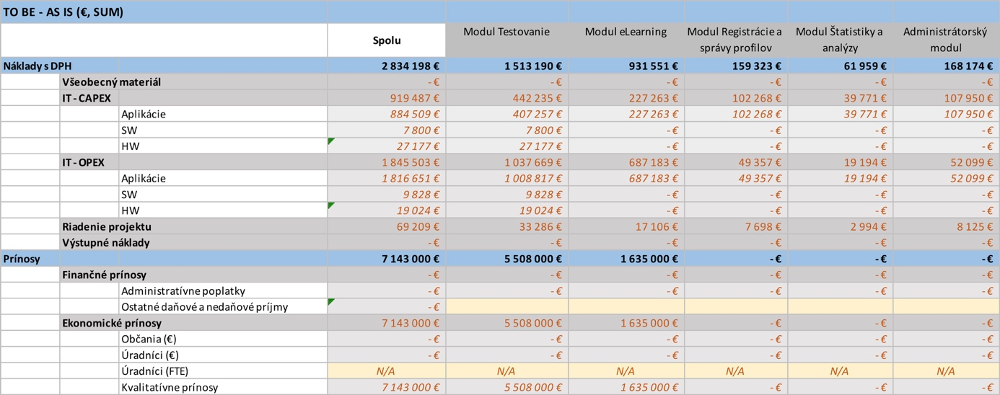 TO BE - AS IS (€, SUM)
Spolu Modul Testovanie Modul eLearning Modul Registrácie a správy profilov Modul Štatistiky a analýzy Administrátorský modul
Náklady s DPH 2 834 198 € 1 513 190 € 931 551 € 159 323 € 61 959 € 168 174 €
Všeobecný materiál - € - € - € - € - € - €
IT - CAPEX 919 487 € 442 235 € 227 263 € 102 268 € 39 771 € 107 950 €
Aplikácie 884 509 € 407 257 € 227 263 € 102 268 € 39 771 € 107 950 €
SW 7 800 € 7 800 € - € - € - € - €
HW 27 177 € 27 177 € - € - € - € - €
IT - OPEX 1 845 503 € 1 037 669 € 687 183 € 49 357 € 19 194 € 52 099 €
Aplikácie 1 816 651 € 1 008 817 € 687 183 € 49 357 € 19 194 € 52 099 €
SW 9 828 € 9 828 € - € - € - € - €
HW 19 024 € 19 024 € - € - € - € - €
Riadenie projektu 69 209 € 33 286 € 17 106 € 7 698 € 2 994 € 8 125 €
Výstupné náklady - € - € - € - € - € - €
Prínosy 7 143 000 € 5 508 000 € 1 635 000 € - € - € - €
Finančné prínosy - € - € - € - € - € - €
Administratívne poplatky - € - € - € - € - € - €
Ostatné daňové a nedaňové príjmy - €
Ekonomické prínosy 7 143 000 € 5 508 000 € 1 635 000 € - € - € - €
Občania (€) - € - € - € - € - € - €
Úradníci (€) - € - € - € - € - € - €
Úradníci (FTE) N/A N/A N/A N/A N/A N/A
Kvalitatívne prínosy 7 143 000 € 5 508 000 € 1 635 000 € - € - € - €